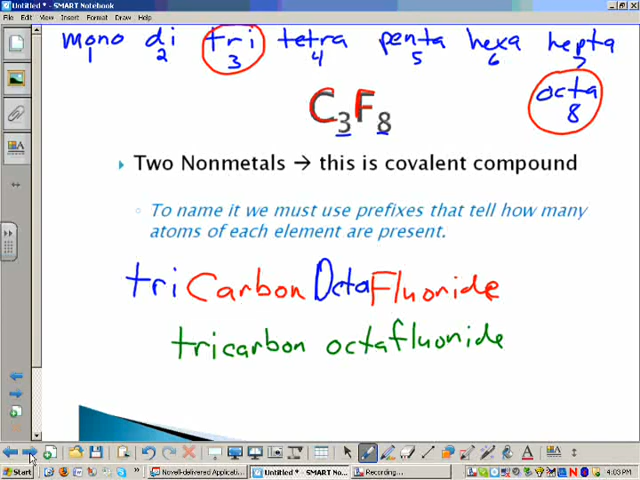 Untitled * - SMART Notebook
File Edit View Insert Format Draw Help
mono di tri tetra penta hexa hepta
1 2 3 4 5 6 7
octa
8
C3F8
Two Nonmetals → this is covalent compound
To name it we must use prefixes that tell how many
atoms of each element are present.
triCarbon OctaFluoride
tricarbon octafluoride
Start
Novell-delivered Applicati...
Untitled * - SMART No...
Recording...
4:03 PM